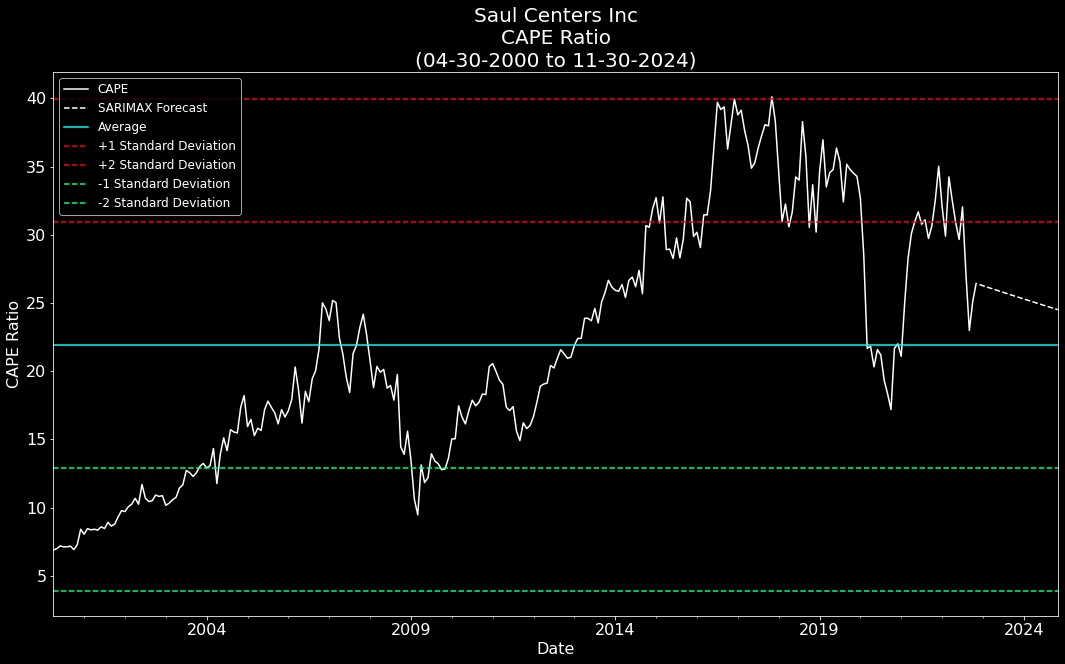 Saul Centers Inc
CAPE Ratio
(04-30-2000 to 11-30-2024)
CAPE
SARIMAX Forecast
Average
+1 Standard Deviation
+2 Standard Deviation
-1 Standard Deviation
-2 Standard Deviation
40
35
30
25
20
15
10
5
CAPE Ratio
2004
2009
2014
2019
2024
Date